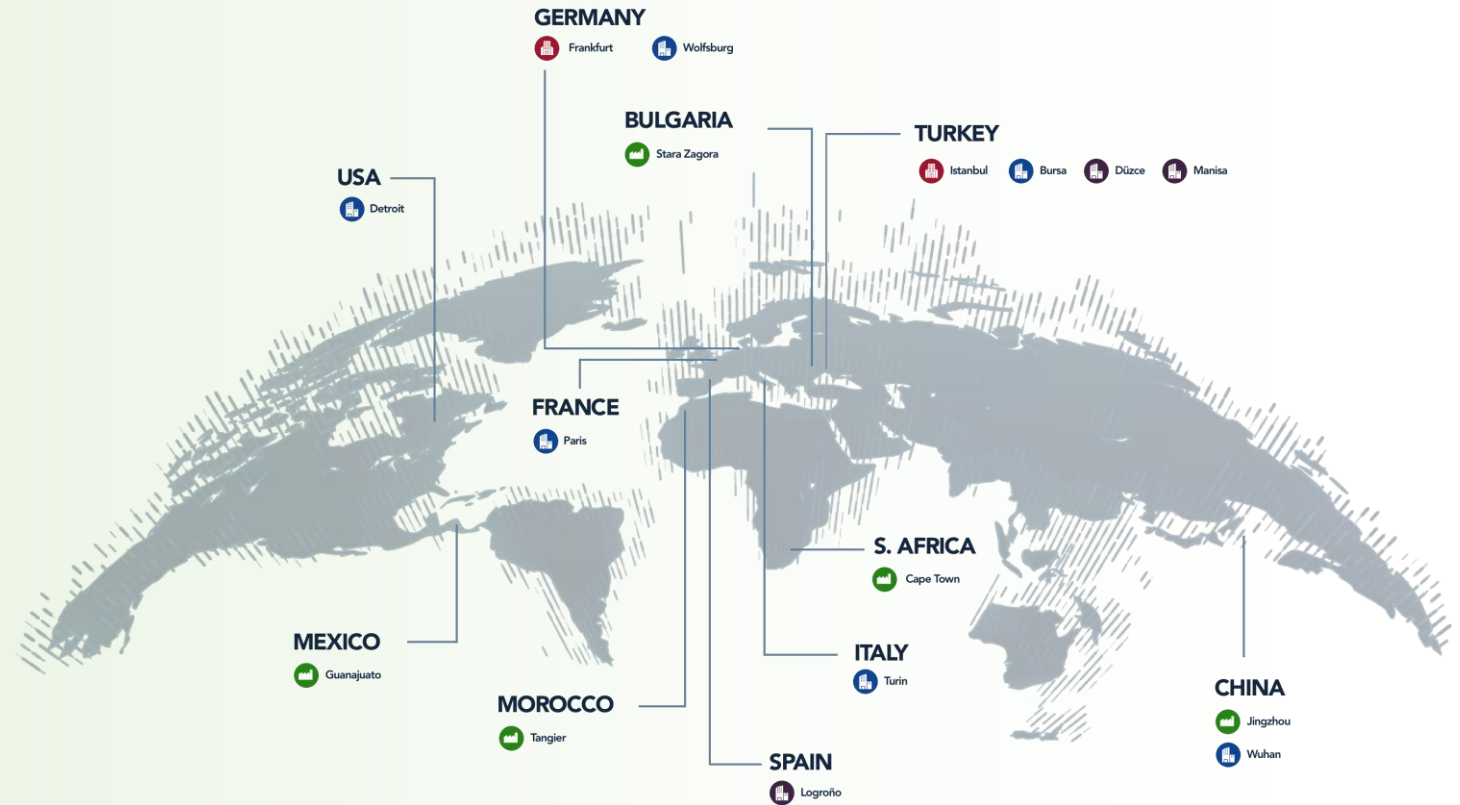 GERMANY
Frankfurt Wolfsburg
BULGARIA
Stara Zagora
TURKEY
Istanbul Bursa Düzce Manisa
USA
Detroit
FRANCE
Paris
S. AFRICA
Cape Town
MEXICO
Guanajuato
ITALY
Turin
MOROCCO
Tangier
CHINA
Jingzhou
Wuhan
SPAIN
Logroño